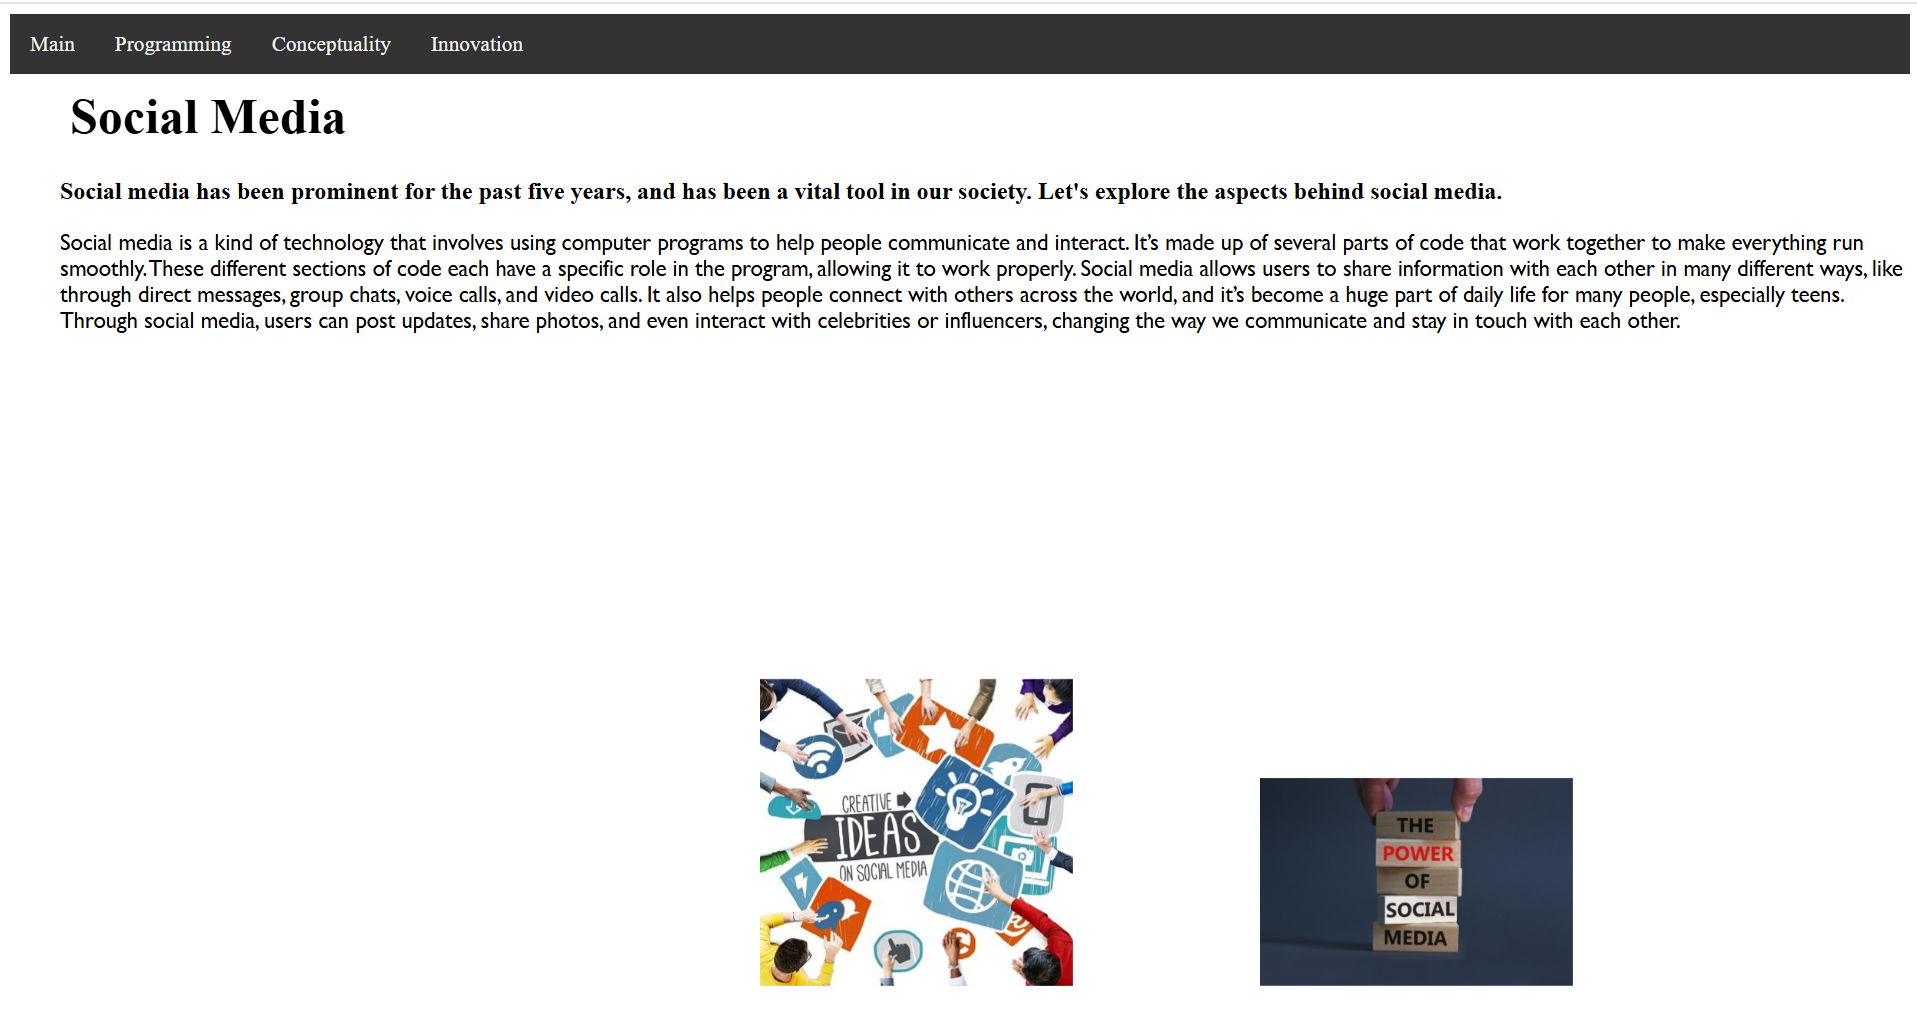 Main Programming Conceptuality Innovation
Social Media
Social media has been prominent for the past five years, and has been a vital tool in our society. Let's explore the aspects behind social media.
Social media is a kind of technology that involves using computer programs to help people communicate and interact. It’s made up of several parts of code that work together to make everything run
smoothly. These different sections of code each have a specific role in the program, allowing it to work properly. Social media allows users to share information with each other in many different ways, like
through direct messages, group chats, voice calls, and video calls. It also helps people connect with others across the world, and it’s become a huge part of daily life for many people, especially teens.
Through social media, users can post updates, share photos, and even interact with celebrities or influencers, changing the way we communicate and stay in touch with each other.
CREATIVE
IDEAS
ON SOCIAL MEDIA
THE
POWER
OF
SOCIAL
MEDIA